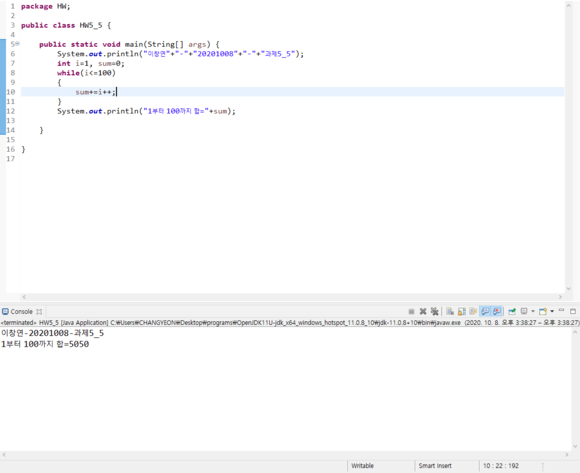 1 package HW;
2
3 public class HW5_5 {
4
5 public static void main(String[] args) {
6 System.out.println("이창연"+"-"+"20201008"+"-"+"과제5_5");
7 int i=1, sum=0;
8 while(i<=100)
9 {
10 sum+=i++;
11 }
12 System.out.println("1부터 100까지 합="+sum);
13
14 }
15
16 }
17
Console
<terminated> HW5_5 [Java Application] C:₩Users₩CHANGYEON₩Desktop₩programs₩OpenJDK11U-jdk_x64_windows_hotspot_11.0.8_10₩jdk-11.0.8+10₩bin₩javaw.exe (2020. 10. 8. 오후 3:38:27 – 오후 3:38:27)
이창연-20201008-과제5_5
1부터 100까지 합=5050
Writable Smart Insert 10 : 22 : 192